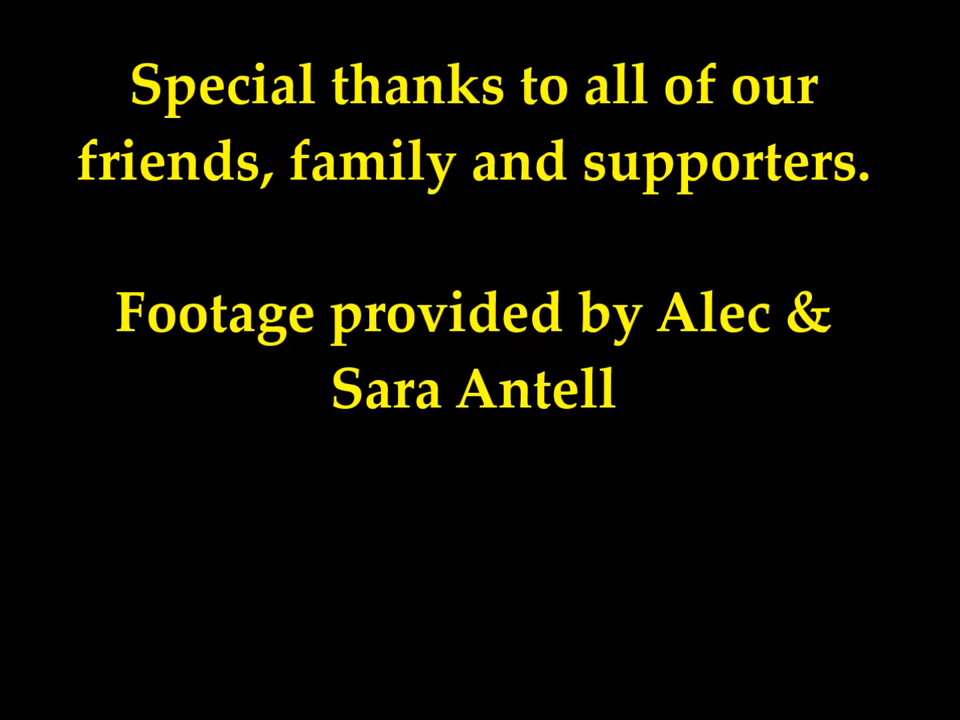 Special thanks to all of our
friends, family and supporters.
Footage provided by Alec &
Sara Antell